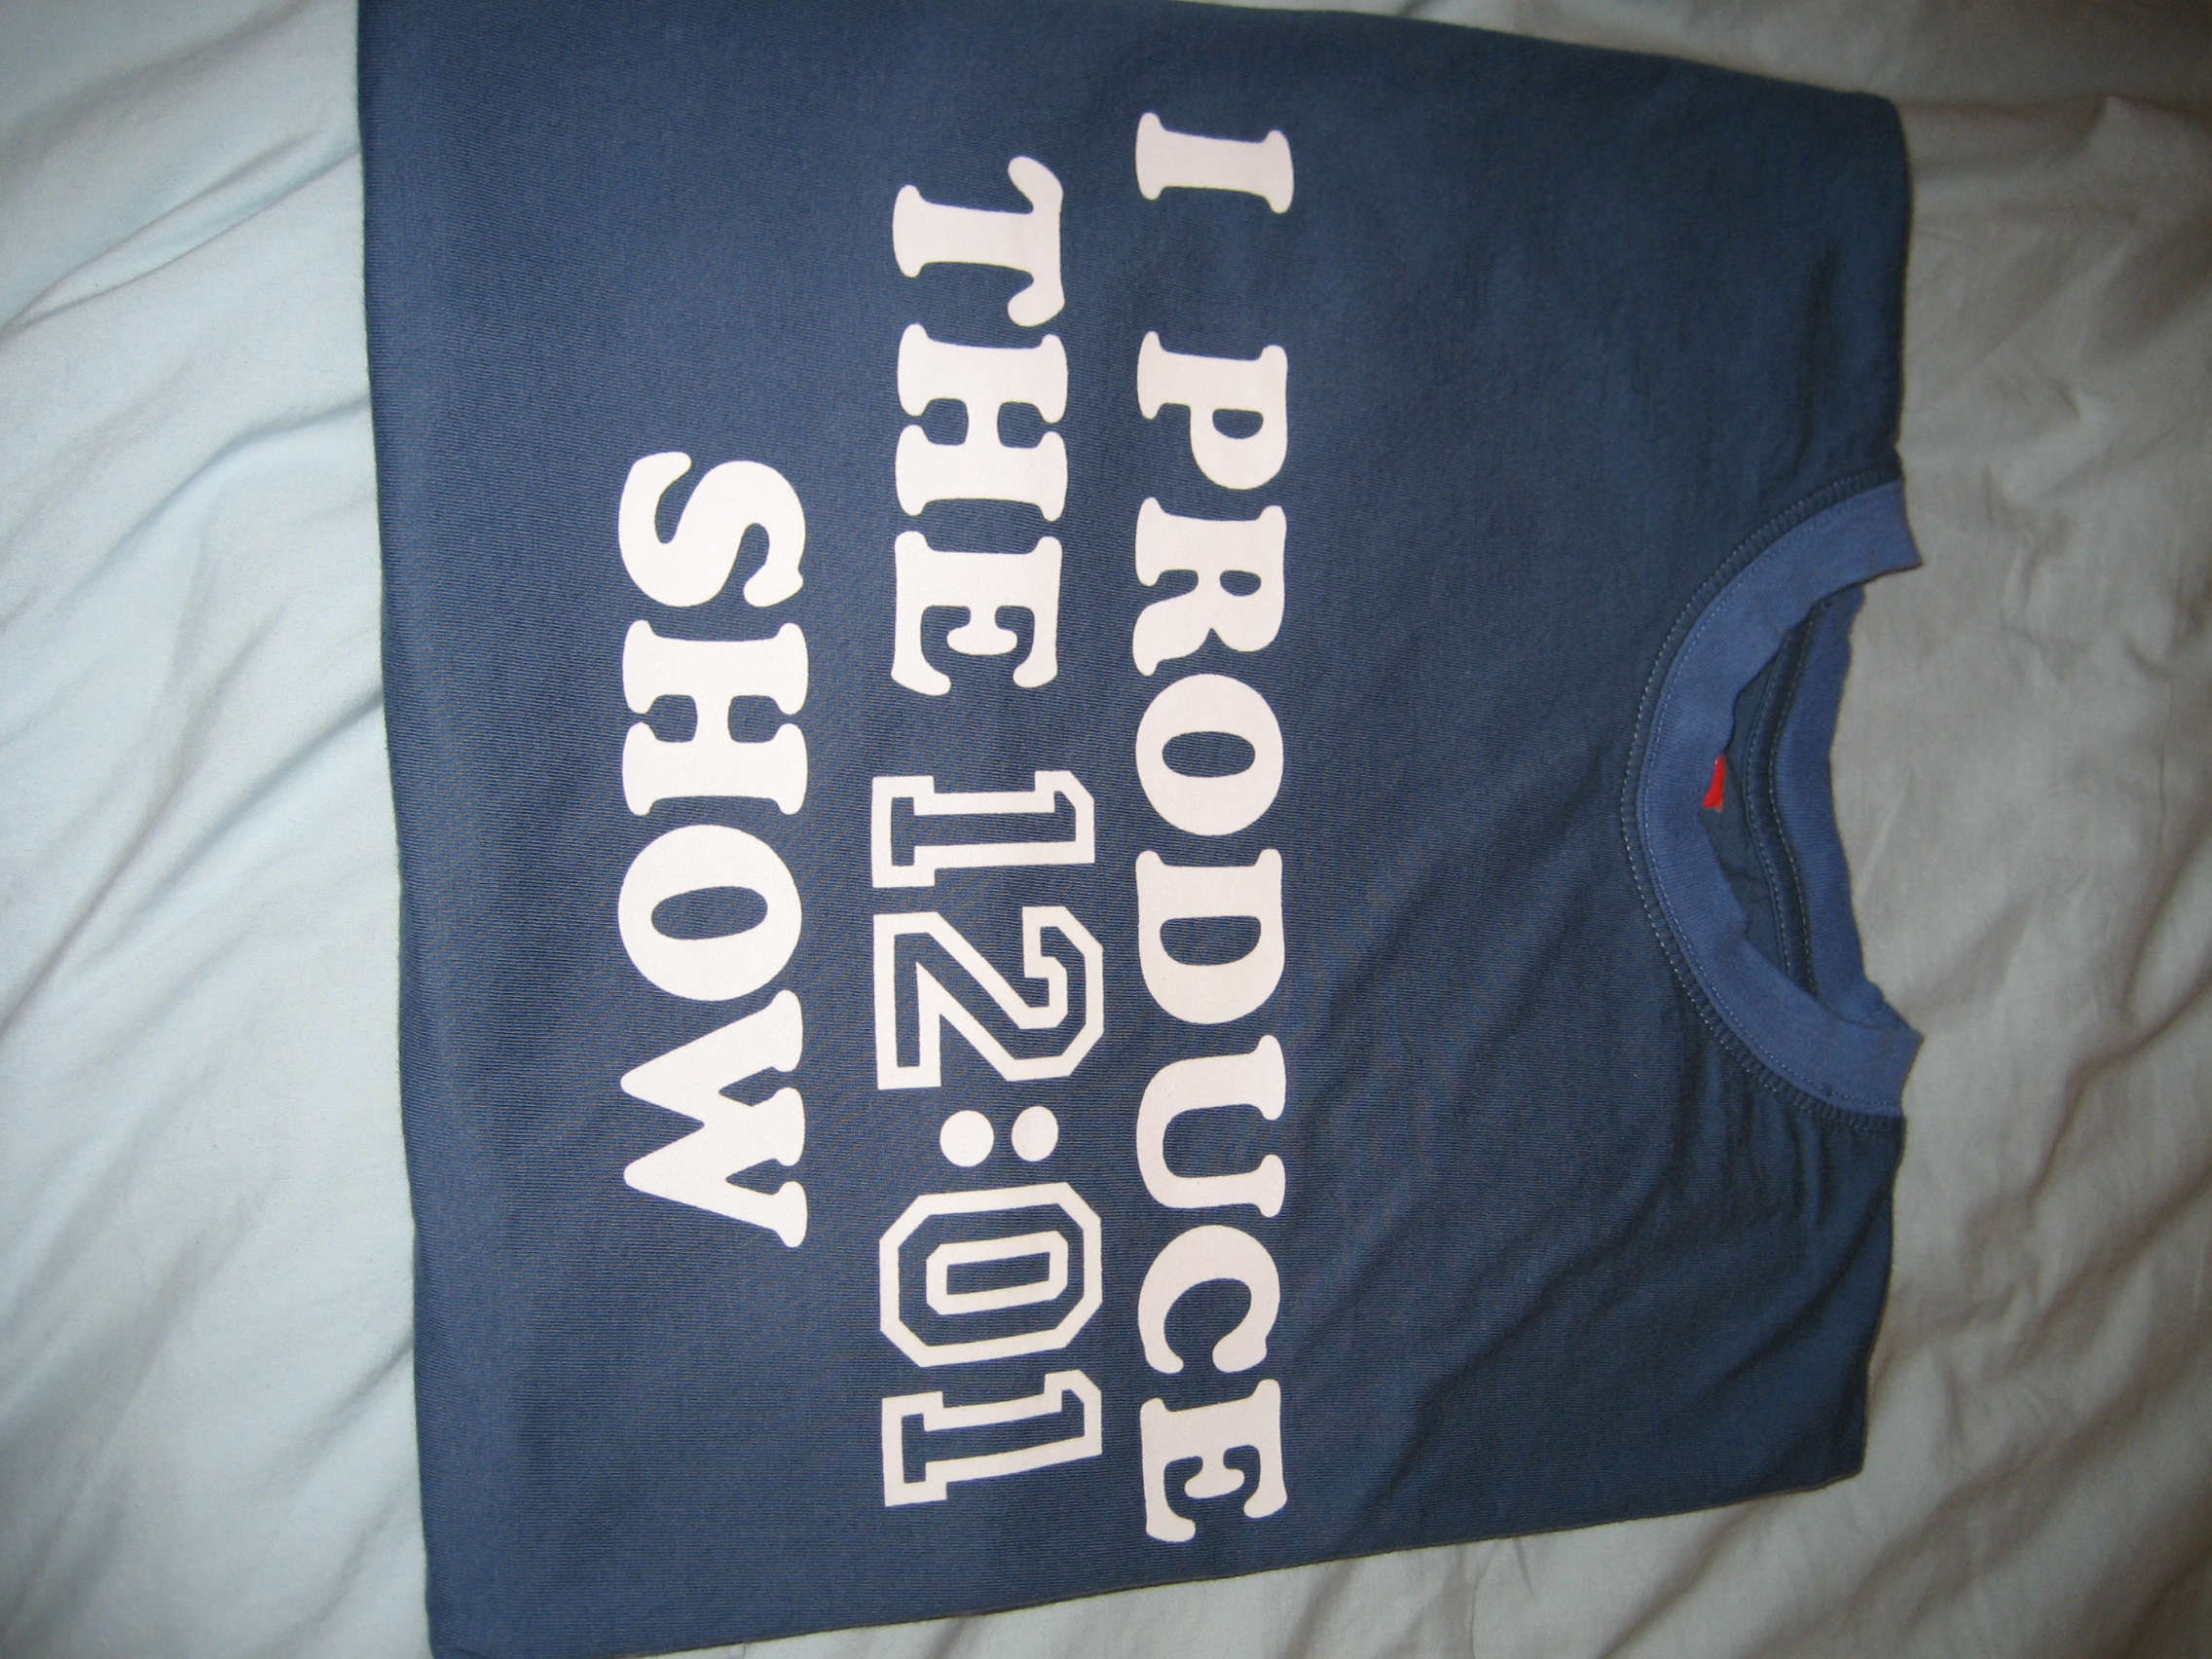 I PRODUCE
THE 12:01
SHOW